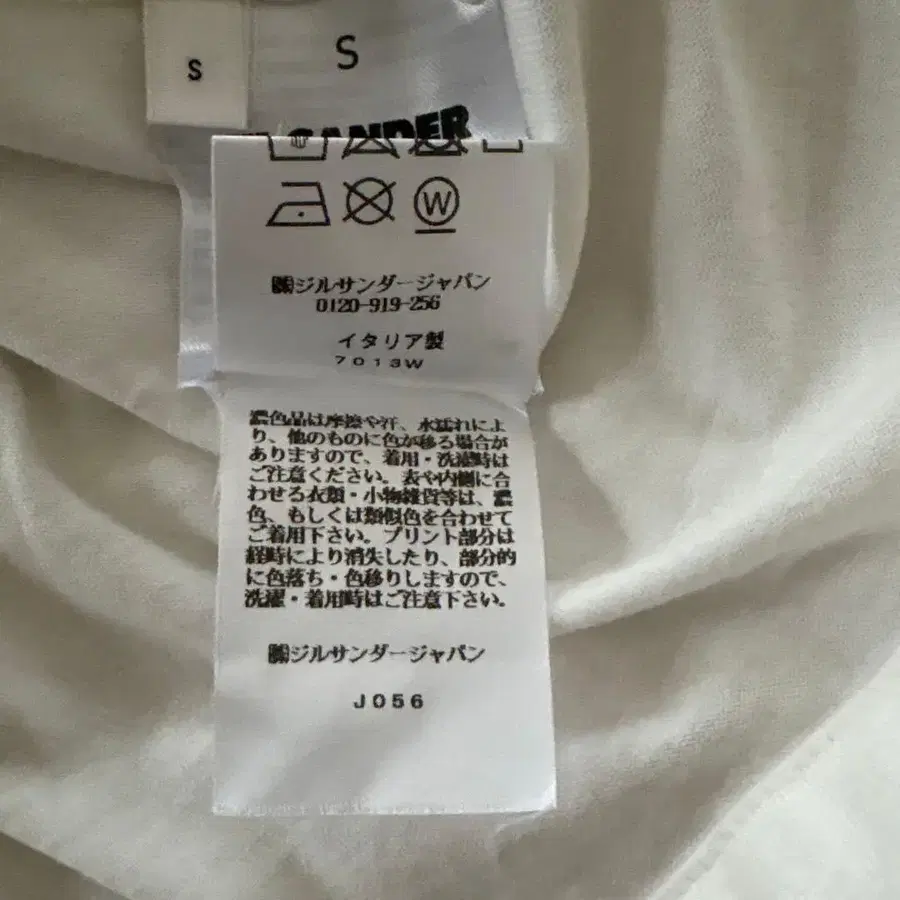 S
S
SANDER
W
㈱ジルサンダージャパン
0120-919-256
イタリア製
7013W
濃色品は摩擦や汗、水濡れによ
り、他のものに色が移る場合が
ありますので、着用・洗濯時は
ご注意ください。表や内側に合
わせる衣類・小物雑貨等は、濃
色、もしくは類似色を合わせて
ご着用下さい。プリント部分は
経時により消失したり、部分的
に色落ち・色移りしますので、
洗濯・着用時はご注意下さい。
㈱ジルサンダージャパン
J056